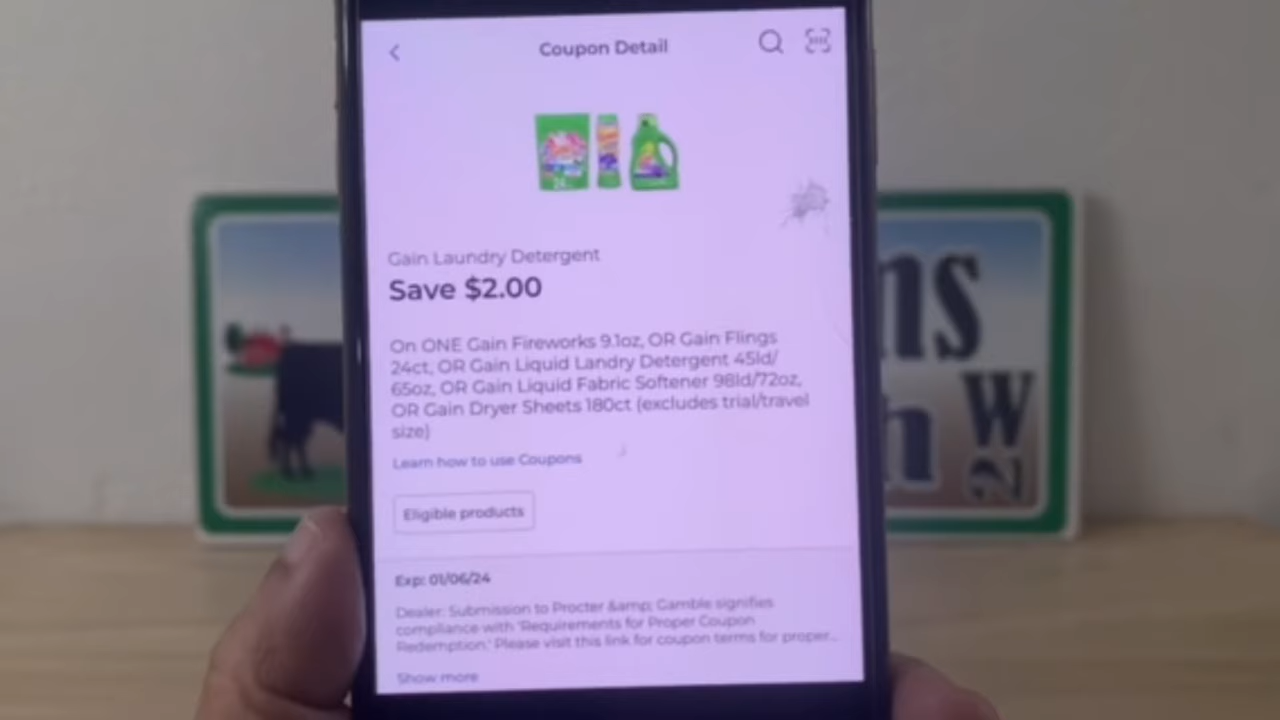 Coupon Detail
Gain Laundry Detergent
Save $2.00
On ONE Gain Fireworks 9.1oz, OR Gain Flings
24ct, OR Gain Liquid Landry Detergent 45ld/
65oz, OR Gain Liquid Fabric Softener 98ld/72oz,
OR Gain Dryer Sheets 180ct (excludes trial/travel
size)
Learn how to use Coupons
Eligible products
Exp: 01/06/24
Dealer: Submission to Procter &amp; Gamble signifies
compliance with 'Requirements for Proper Coupon
Redemption.' Please visit this link for coupon terms for proper...
Show more
ns
W
h